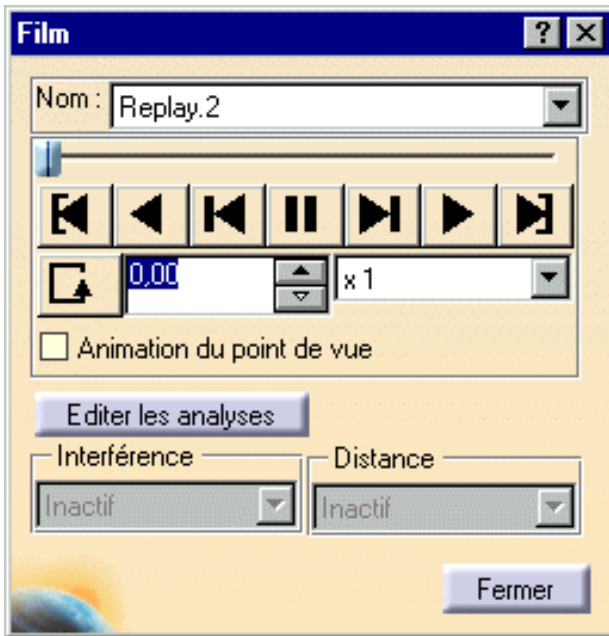 Film
Nom : Replay.2
0,00 x 1
Animation du point de vue
Editer les analyses
Interférence Distance
Inactif Inactif
Fermer